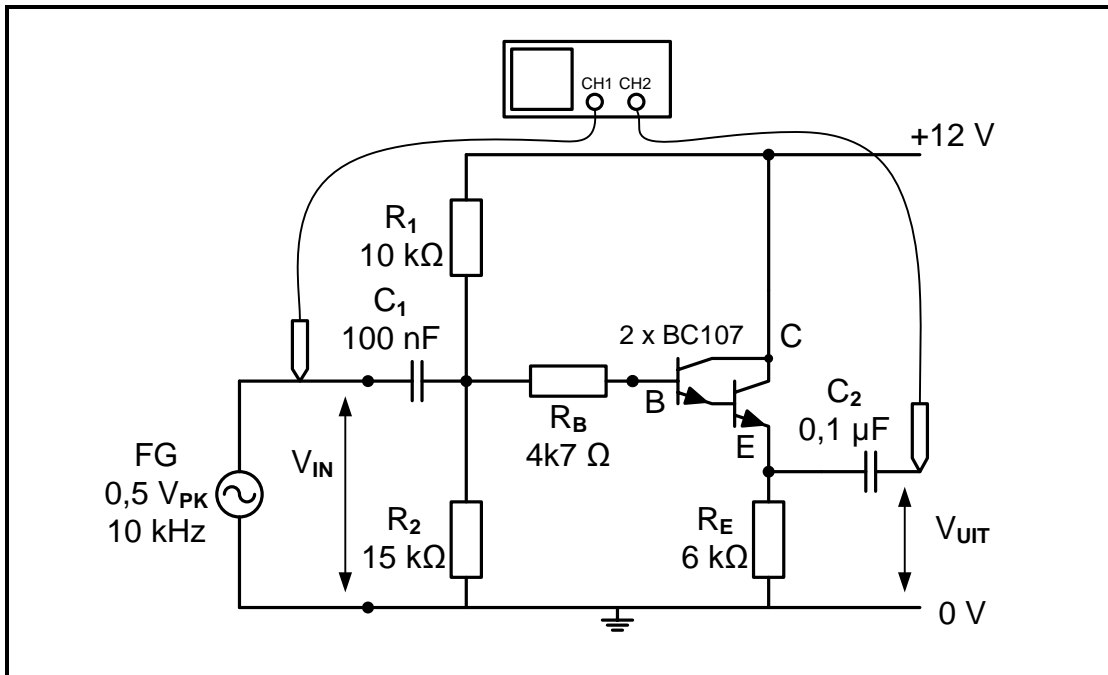 CH1 CH2
+12 V
R1
10 kΩ
C1
100 nF
2 x BC107
C
B
E
RB
4k7 Ω
C2
0,1 µF
FG
0,5 VPK
10 kHz
VIN
R2
15 kΩ
RE
6 kΩ
VUIT
0 V